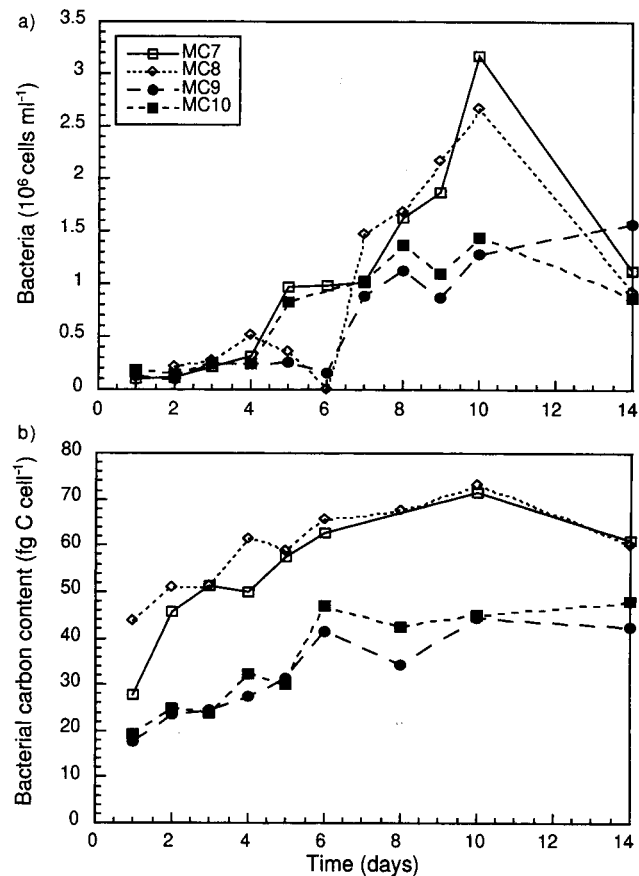 a)
Bacteria (10⁶ cells ml⁻¹)
3.5
3
2.5
2
1.5
1
0.5
0
MC7
MC8
MC9
MC10
0 2 4 6 8 10 12 14
b)
Bacterial carbon content (fg C cell⁻¹)
80
70
60
50
40
30
20
10
0
0 2 4 6 8 10 12 14
Time (days)